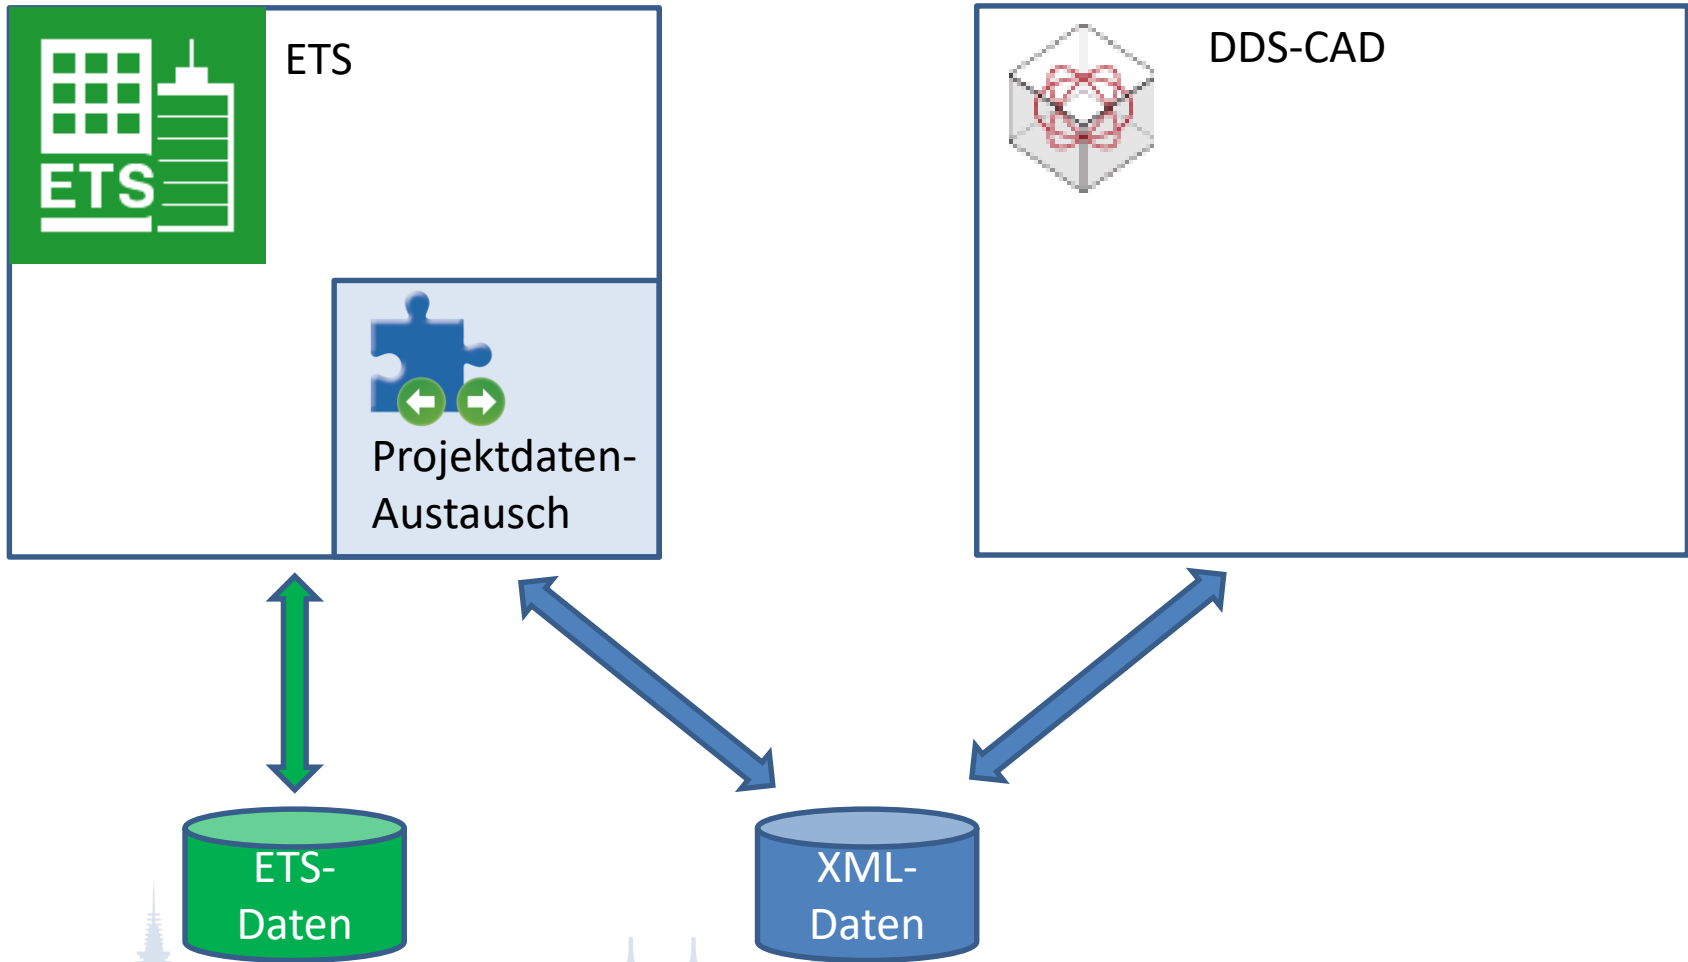 ETS
ETS
DDS-CAD
Projektdaten-
Austausch
ETS-
Daten
XML-
Daten